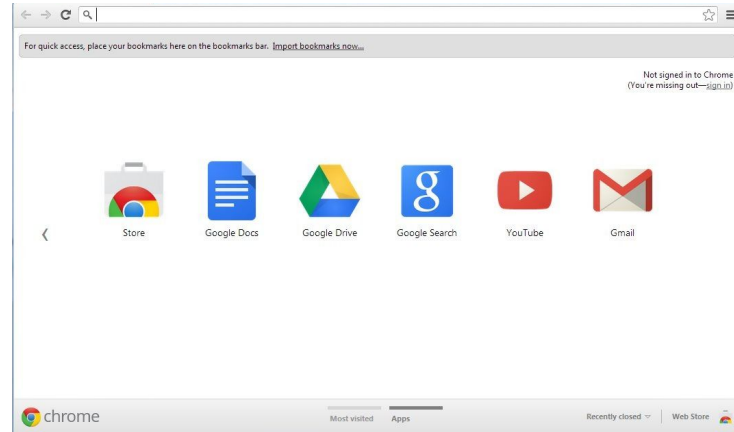 For quick access, place your bookmarks here on the bookmarks bar. Import bookmarks now...
Not signed in to Chrome
(You're missing out—sign in)
Store
Google Docs
Google Drive
Google Search
YouTube
Gmail
chrome
Most visited
Apps
Recently closed
Web Store